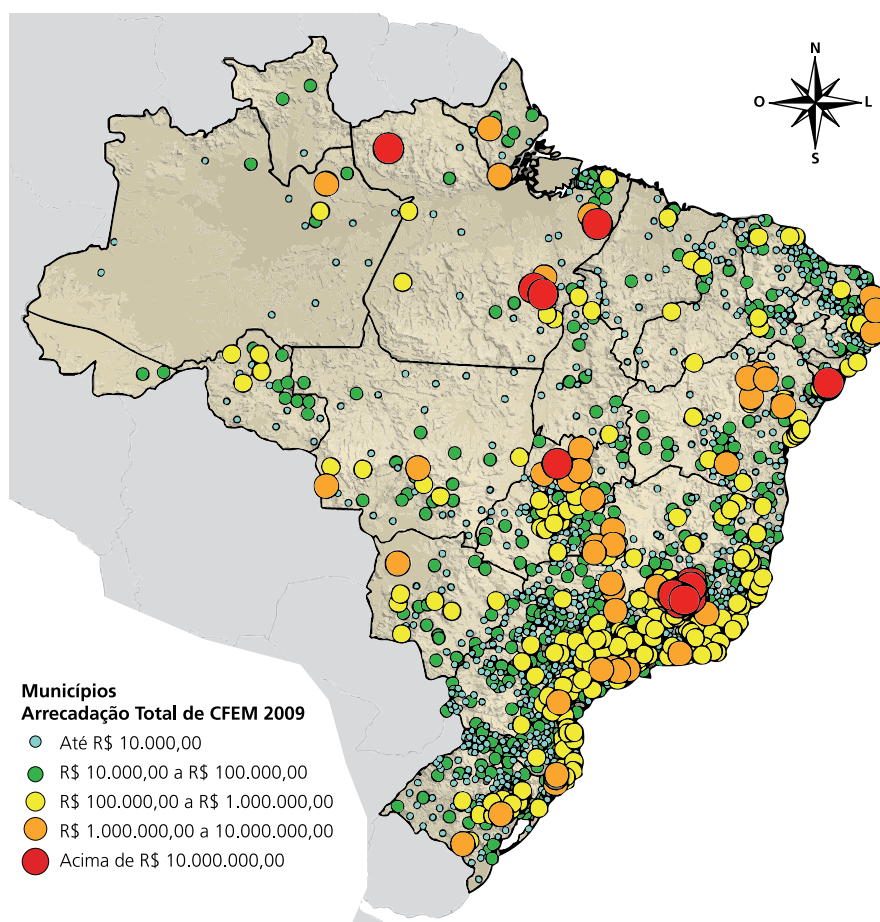 N
O
L
S
Municípios
Arrecadação Total de CFEM 2009
Até R$ 10.000,00
R$ 10.000,00 a R$ 100.000,00
R$ 100.000,00 a R$ 1.000.000,00
R$ 1.000.000,00 a 10.000.000,00
Acima de R$ 10.000.000,00